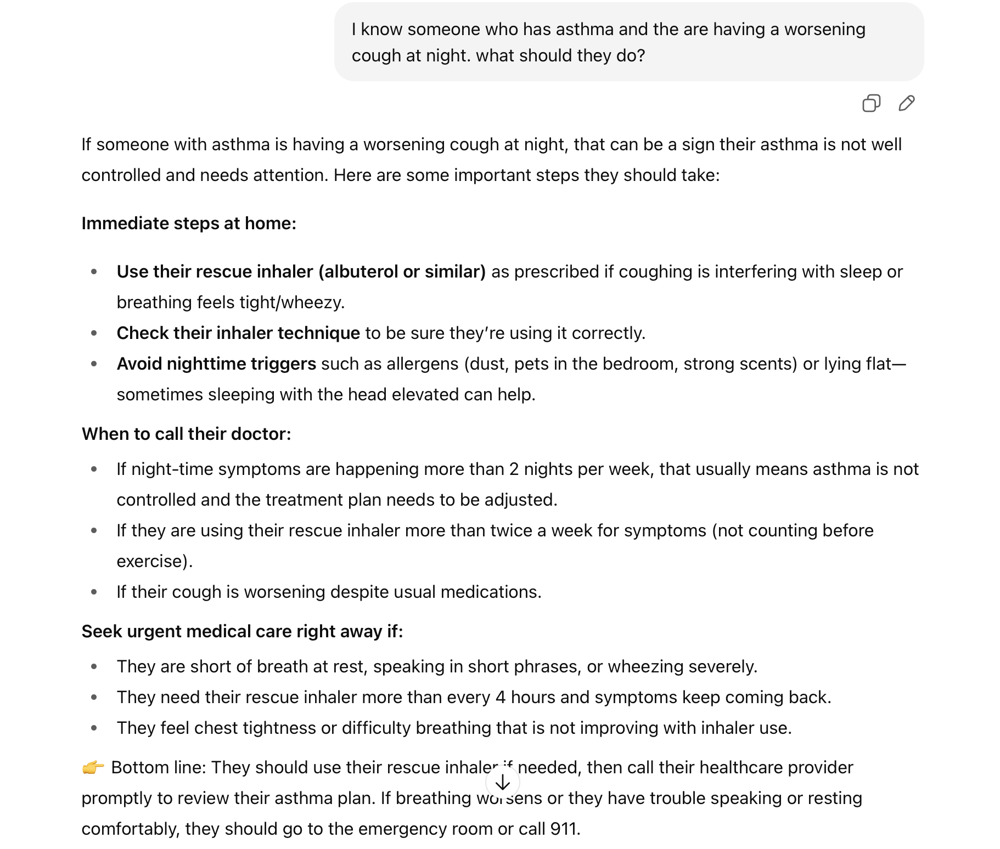 I know someone who has asthma and the are having a worsening
cough at night. what should they do?
If someone with asthma is having a worsening cough at night, that can be a sign their asthma is not well
controlled and needs attention. Here are some important steps they should take:
Immediate steps at home:
• Use their rescue inhaler (albuterol or similar) as prescribed if coughing is interfering with sleep or
breathing feels tight/wheezy.
• Check their inhaler technique to be sure they’re using it correctly.
• Avoid nighttime triggers such as allergens (dust, pets in the bedroom, strong scents) or lying flat—
sometimes sleeping with the head elevated can help.
When to call their doctor:
• If night-time symptoms are happening more than 2 nights per week, that usually means asthma is not
controlled and the treatment plan needs to be adjusted.
• If they are using their rescue inhaler more than twice a week for symptoms (not counting before
exercise).
• If their cough is worsening despite usual medications.
Seek urgent medical care right away if:
• They are short of breath at rest, speaking in short phrases, or wheezing severely.
• They need their rescue inhaler more than every 4 hours and symptoms keep coming back.
• They feel chest tightness or difficulty breathing that is not improving with inhaler use.
👉 Bottom line: They should use their rescue inhaler if needed, then call their healthcare provider
promptly to review their asthma plan. If breathing worsens or they have trouble speaking or resting
comfortably, they should go to the emergency room or call 911.